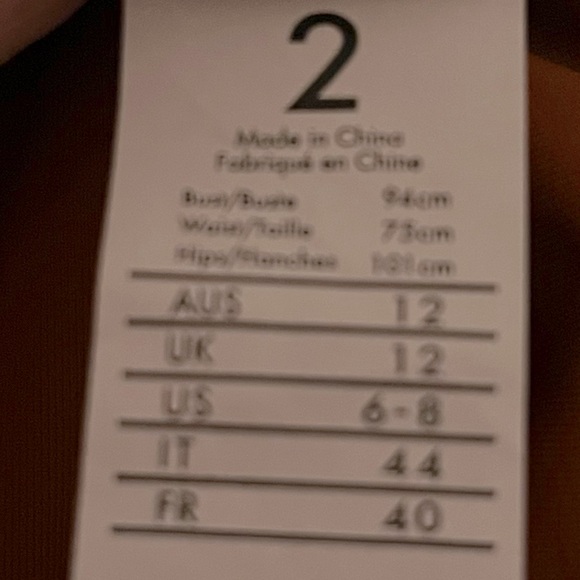 2
Made in China
Fabriqué en Chine
Bust/Buste 94cm
Waist/Taille 75cm
Hips/Hanches 101cm
AUS 12
UK 12
US 6-8
IT 44
FR 40